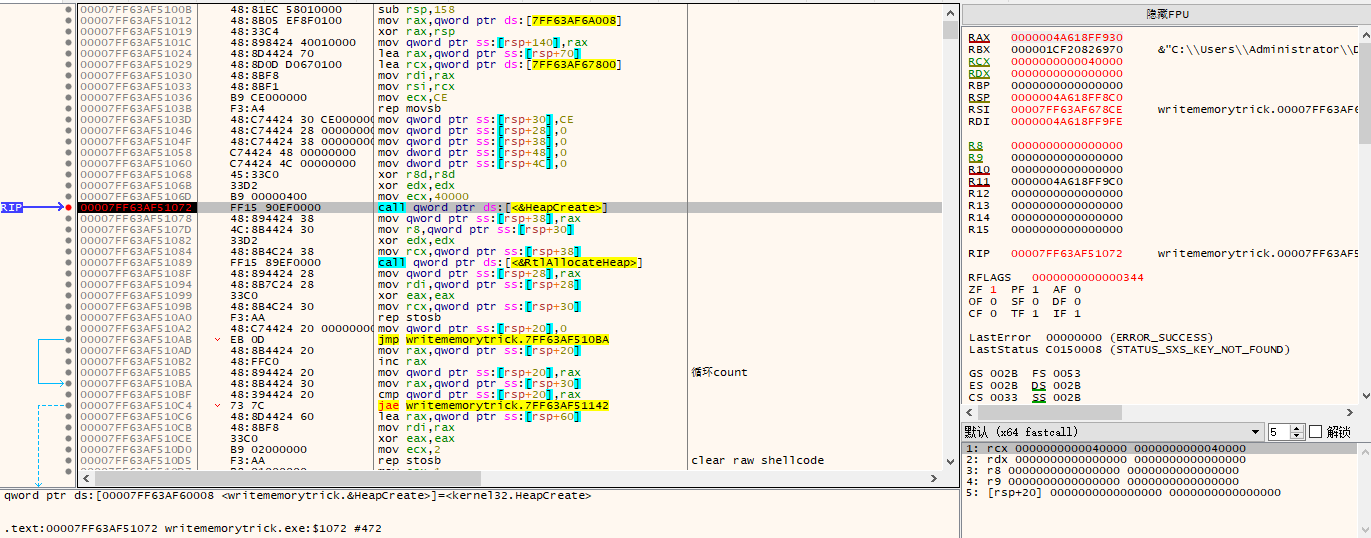 00007FF63AF5100B 48:81EC 58010000 sub rsp,158
00007FF63AF51012 48:8B05 EF8F0100 mov rax,qword ptr ds:[7FF63AF6A008]
00007FF63AF51019 48:33C4 xor rax,rsp
00007FF63AF5101C 48:898424 40010000 mov qword ptr ss:[rsp+140],rax
00007FF63AF51024 48:8D4424 70 lea rax,qword ptr ss:[rsp+70]
00007FF63AF51029 48:8D0D D0670100 lea rcx,qword ptr ds:[7FF63AF67800]
00007FF63AF51030 48:8BF8 mov rdi,rax
00007FF63AF51033 48:8BF1 mov rsi,rcx
00007FF63AF51036 B9 CE000000 mov ecx,CE
00007FF63AF5103B F3:A4 rep movsb
00007FF63AF5103D 48:C74424 30 CE00000 mov qword ptr ss:[rsp+30],CE
00007FF63AF51046 48:C74424 28 0000000 mov qword ptr ss:[rsp+28],0
00007FF63AF5104F 48:C74424 38 0000000 mov qword ptr ss:[rsp+38],0
00007FF63AF51058 C74424 48 00000000 mov dword ptr ss:[rsp+48],0
00007FF63AF51060 C74424 4C 00000000 mov dword ptr ss:[rsp+4C],0
00007FF63AF51068 45:33C0 xor r8d,r8d
00007FF63AF5106B 33D2 xor edx,edx
00007FF63AF5106D B9 00000400 mov ecx,40000
RIP 00007FF63AF51072 FF15 90EF0000 call qword ptr ds:[<&HeapCreate>]
00007FF63AF51078 48:894424 38 mov qword ptr ss:[rsp+38],rax
00007FF63AF5107D 4C:8B4424 30 mov r8,qword ptr ss:[rsp+30]
00007FF63AF51082 33D2 xor edx,edx
00007FF63AF51084 48:8B4C24 38 mov rcx,qword ptr ss:[rsp+38]
00007FF63AF51089 FF15 89EF0000 call qword ptr ds:[<&RtlAllocateHeap>]
00007FF63AF5108F 48:894424 28 mov qword ptr ss:[rsp+28],rax
00007FF63AF51094 48:8B7C24 28 mov rdi,qword ptr ss:[rsp+28]
00007FF63AF51099 33C0 xor eax,eax
00007FF63AF5109B 48:8B4C24 30 mov rcx,qword ptr ss:[rsp+30]
00007FF63AF510A0 F3:AA rep stosb
00007FF63AF510A2 48:C74424 20 0000000 mov qword ptr ss:[rsp+20],0
00007FF63AF510AB EB 0D jmp writememorytrick.7FF63AF510BA
00007FF63AF510AD 48:8B4424 20 mov rax,qword ptr ss:[rsp+20]
00007FF63AF510B2 48:FFC0 inc rax
00007FF63AF510B5 48:894424 20 mov qword ptr ss:[rsp+20],rax 循环count
00007FF63AF510BA 48:8B4424 30 mov rax,qword ptr ss:[rsp+30]
00007FF63AF510BF 48:394424 20 cmp qword ptr ss:[rsp+20],rax
00007FF63AF510C4 73 7C jae writememorytrick.7FF63AF51142
00007FF63AF510C6 48:8D4424 60 lea rax,qword ptr ss:[rsp+60]
00007FF63AF510CB 48:8BF8 mov rdi,rax
00007FF63AF510CE 33C0 xor eax,eax
00007FF63AF510D0 B9 02000000 mov ecx,2
00007FF63AF510D5 F3:AA rep stosb clear raw shellcode
qword ptr ds:[00007FF63AF60008 <writememorytrick.&HeapCreate>]=<kernel32.HeapCreate>
.text:00007FF63AF51072 writememorytrick.exe:$1072 #472
隐藏FPU
RAX 0000004A618FF930
RBX 000001CF20826970 &"C:\\Users\\Administrator\\D
RCX 0000000000040000
RDX 0000000000000000
RBP 0000000000000000
RSP 0000004A618FF8C0
RSI 00007FF63AF678CE writememorytrick.00007FF63AF6
RDI 0000004A618FF9FE
R8 0000000000000000
R9 0000000000000000
R10 0000000000000000
R11 0000004A618FF9C0
R12 0000000000000000
R13 0000000000000000
R14 0000000000000000
R15 0000000000000000
RIP 00007FF63AF51072 writememorytrick.00007FF63AF5
RFLAGS 0000000000000344
ZF 1 PF 1 AF 0
OF 0 SF 0 DF 0
CF 0 TF 1 IF 1
LastError 00000000 (ERROR_SUCCESS)
LastStatus C0150008 (STATUS_SXS_KEY_NOT_FOUND)
GS 002B FS 0053
ES 002B DS 002B
CS 0033 SS 002B
默认 (x64 fastcall) 5 解锁
1: rcx 0000000000040000 0000000000040000
2: rdx 0000000000000000 0000000000000000
3: r8 0000000000000000 0000000000000000
4: r9 0000000000000000 0000000000000000
5: [rsp+20] 0000000000000000 0000000000000000